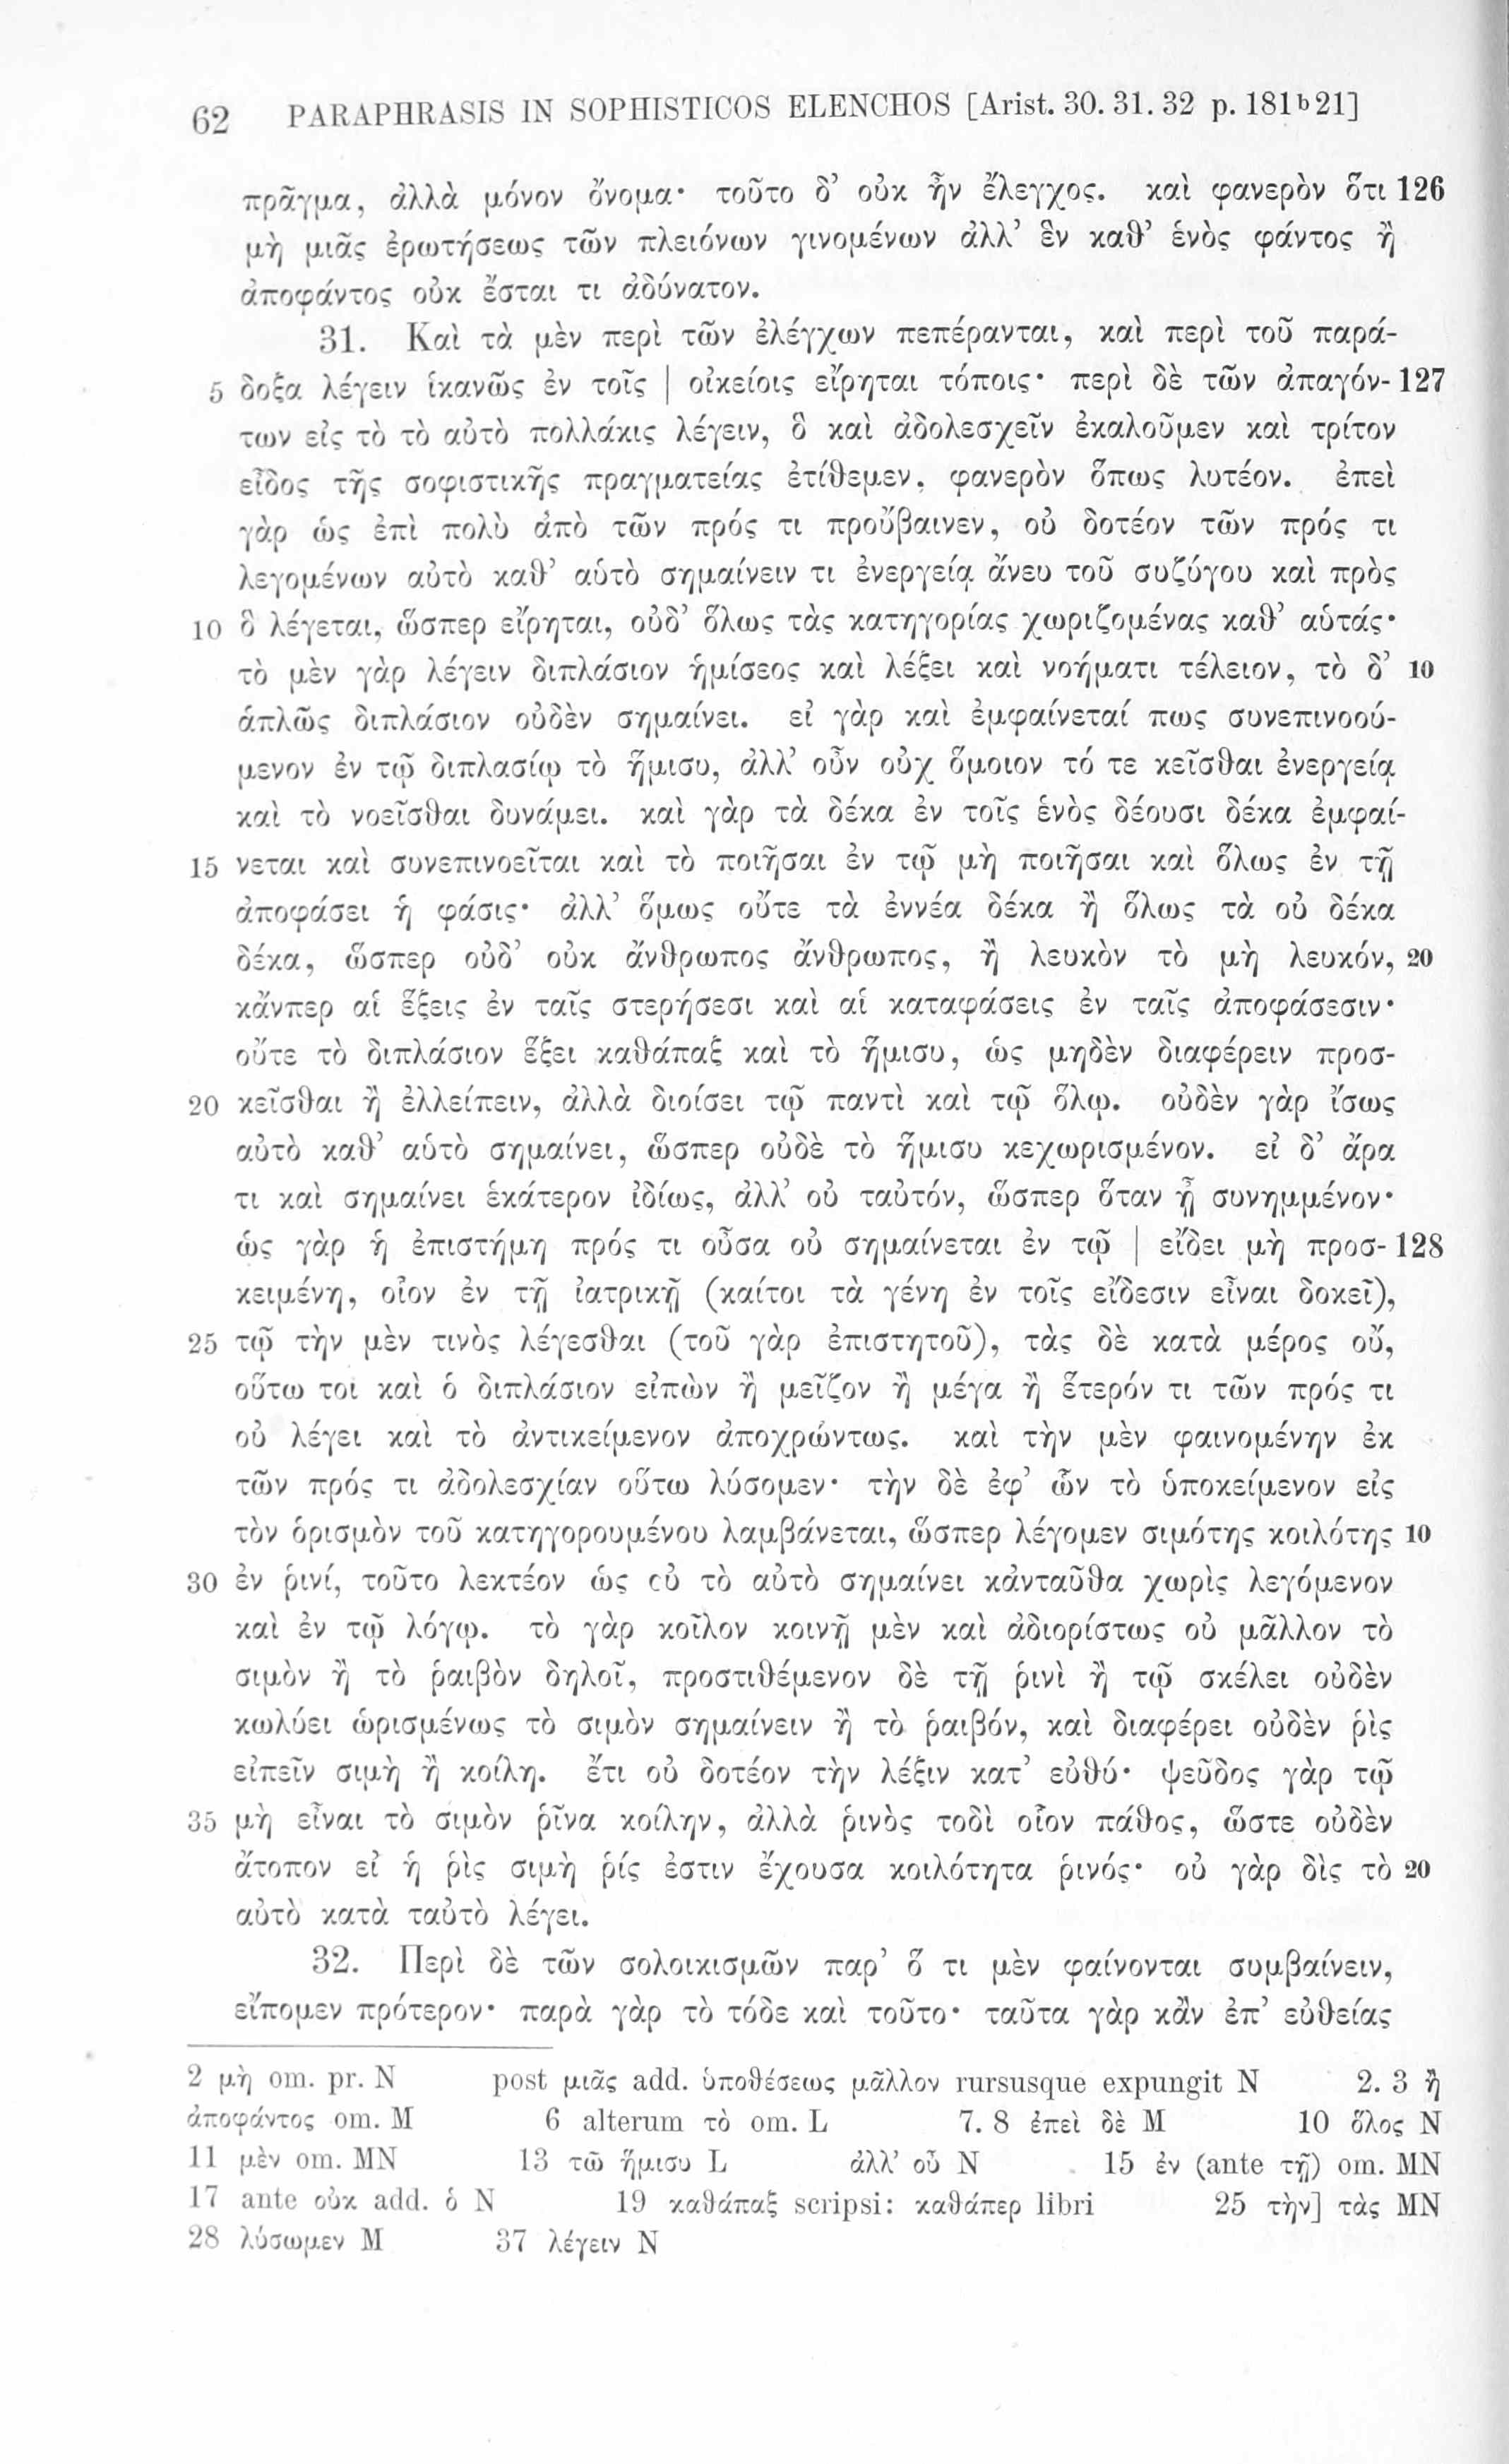 62 PARAPHRASIS IN SOPHISTICOS ELENCHOS [Arist. 30. 31. 32 p. 181b21]
πρᾶγμα, ἀλλὰ μόνον ὄνομα· τοῦτο δ’ οὐκ ἦν ἔλεγχος. καὶ φανερὸν ὅτι 126
μὴ μιᾶς ἐρωτήσεως τῶν πλειόνων γινομένων ἀλλ’ ἓν καθ’ ἑνὸς φάντος ἢ
ἀποφάντος οὐκ ἔσται τι ἀδύνατον.
31. Καὶ τὰ μὲν περὶ τῶν ἐλέγχων πεπέρανται, καὶ περὶ τοῦ παρά-
5 δοξα λέγειν ἱκανῶς ἐν τοῖς | οἰκείοις εἴρηται τόποις· περὶ δὲ τῶν ἀπαγόν- 127
των εἰς τὸ τὸ αὐτὸ πολλάκις λέγειν, ὃ καὶ ἀδολεσχεῖν ἐκαλοῦμεν καὶ τρίτον
εἶδος τῆς σοφιστικῆς πραγματείας ἐτίθεμεν, φανερὸν ὅπως λυτέον. ἐπεὶ
γὰρ ὡς ἐπὶ πολὺ ἀπὸ τῶν πρός τι προὔβαινεν, οὐ δοτέον τῶν πρός τι
λεγομένων αὐτὸ καθ’ αὑτὸ σημαίνειν τι ἐνεργείᾳ ἄνευ τοῦ συζύγου καὶ πρὸς
10 ὃ λέγεται, ὥσπερ εἴρηται, οὐδ’ ὅλως τὰς κατηγορίας χωριζομένας καθ’ αὑτάς·
τὸ μὲν γὰρ λέγειν διπλάσιον ἡμίσεος καὶ λέξει καὶ νοήματι τέλειον, τὸ δ’ 10
ἁπλῶς διπλάσιον οὐδὲν σημαίνει. εἰ γὰρ καὶ ἐμφαίνεταί πως συνεπινοού-
μενον ἐν τῷ διπλασίῳ τὸ ἥμισυ, ἀλλ’ οὖν οὐχ ὅμοιον τό τε κεῖσθαι ἐνεργείᾳ
καὶ τὸ νοεῖσθαι δυνάμει. καὶ γὰρ τὰ δέκα ἐν τοῖς ἑνὸς δέουσι δέκα ἐμφαί-
15 νεται καὶ συνεπινοεῖται καὶ τὸ ποιῆσαι ἐν τῷ μὴ ποιῆσαι καὶ ὅλως ἐν τῇ
ἀποφάσει ἡ φάσις· ἀλλ’ ὅμως οὔτε τὰ ἐννέα δέκα ἢ ὅλως τὰ οὐ δέκα
δέκα, ὥσπερ οὐδ’ οὐκ ἄνθρωπος ἄνθρωπος, ἢ λευκὸν τὸ μὴ λευκόν, 20
κἄνπερ αἱ ἕξεις ἐν ταῖς στερήσεσι καὶ αἱ καταφάσεις ἐν ταῖς ἀποφάσεσιν·
οὔτε τὸ διπλάσιον ἕξει καθάπαξ καὶ τὸ ἥμισυ, ὡς μηδὲν διαφέρειν προσ-
20 κεῖσθαι ἢ ἐλλείπειν, ἀλλὰ διοίσει τῷ παντὶ καὶ τῷ ὅλῳ. οὐδὲν γὰρ ἴσως
αὐτὸ καθ’ αὑτὸ σημαίνει, ὥσπερ οὐδὲ τὸ ἥμισυ κεχωρισμένον. εἰ δ’ ἄρα
τι καὶ σημαίνει ἑκάτερον ἰδίως, ἀλλ’ οὐ ταὐτόν, ὥσπερ ὅταν ᾖ συνημμένον·
ὡς γὰρ ἡ ἐπιστήμη πρός τι οὖσα οὐ σημαίνεται ἐν τῷ | εἴδει μὴ προσ- 128
κειμένη, οἷον ἐν τῇ ἰατρικῇ (καίτοι τὰ γένη ἐν τοῖς εἴδεσιν εἶναι δοκεῖ),
25 τῷ τὴν μὲν τινὸς λέγεσθαι (τοῦ γὰρ ἐπιστητοῦ), τὰς δὲ κατὰ μέρος οὔ,
οὕτω τοι καὶ ὁ διπλάσιον εἰπὼν ἢ μεῖζον ἢ μέγα ἢ ἕτερόν τι τῶν πρός τι
οὐ λέγει καὶ τὸ ἀντικείμενον ἀποχρώντως. καὶ τὴν μὲν φαινομένην ἐκ
τῶν πρός τι ἀδολεσχίαν οὕτω λύσομεν· τὴν δὲ ἐφ’ ὧν τὸ ὑποκείμενον εἰς
τὸν ὁρισμὸν τοῦ κατηγορουμένου λαμβάνεται, ὥσπερ λέγομεν σιμότης κοιλότης 10
30 ἐν ῥινί, τοῦτο λεκτέον ὡς οὐ τὸ αὐτὸ σημαίνει κἀνταῦθα χωρὶς λεγόμενον
καὶ ἐν τῷ λόγῳ. τὸ γὰρ κοῖλον κοινῇ μὲν καὶ ἀδιορίστως οὐ μᾶλλον τὸ
σιμὸν ἢ τὸ ῥαιβὸν δηλοῖ, προστιθέμενον δὲ τῇ ῥινὶ ἢ τῷ σκέλει οὐδὲν
κωλύει ὡρισμένως τὸ σιμὸν σημαίνειν ἢ τὸ ῥαιβόν, καὶ διαφέρει οὐδὲν ῥὶς
εἰπεῖν σιμὴ ἢ κοίλη. ἔτι οὐ δοτέον τὴν λέξιν κατ’ εὐθύ· ψεῦδος γὰρ τῷ
35 μὴ εἶναι τὸ σιμὸν ῥῖνα κοίλην, ἀλλὰ ῥινὸς τοδὶ οἷον πάθος, ὥστε οὐδὲν
ἄτοπον εἰ ἡ ῥὶς σιμὴ ῥίς ἐστιν ἔχουσα κοιλότητα ῥινός· οὐ γὰρ δὶς τὸ 20
αὐτὸ κατὰ ταὐτὸ λέγει.
32. Περὶ δὲ τῶν σολοικισμῶν παρ’ ὅ τι μὲν φαίνονται συμβαίνειν,
εἴπομεν πρότερον· παρὰ γὰρ τὸ τόδε καὶ τοῦτο· ταῦτα γὰρ κἂν ἐπ’ εὐθείας
2 μὴ om. pr. N post μιᾶς add. ὑποθέσεως μᾶλλον rursusque expungit N 2. 3 ἢ
ἀποφάντος om. M 6 alterum τὸ om. L 7. 8 ἐπεὶ δὲ M 10 ὅλος N
11 μὲν om. MN 13 τῶ ἥμισυ L ἀλλ’ οὗ N 15 ἐν (ante τῇ) om. MN
17 ante οὐκ add. ὁ N 19 καθάπαξ scripsi: καθάπερ libri 25 τὴν] τὰς MN
28 λύσωμεν M 37 λέγειν N